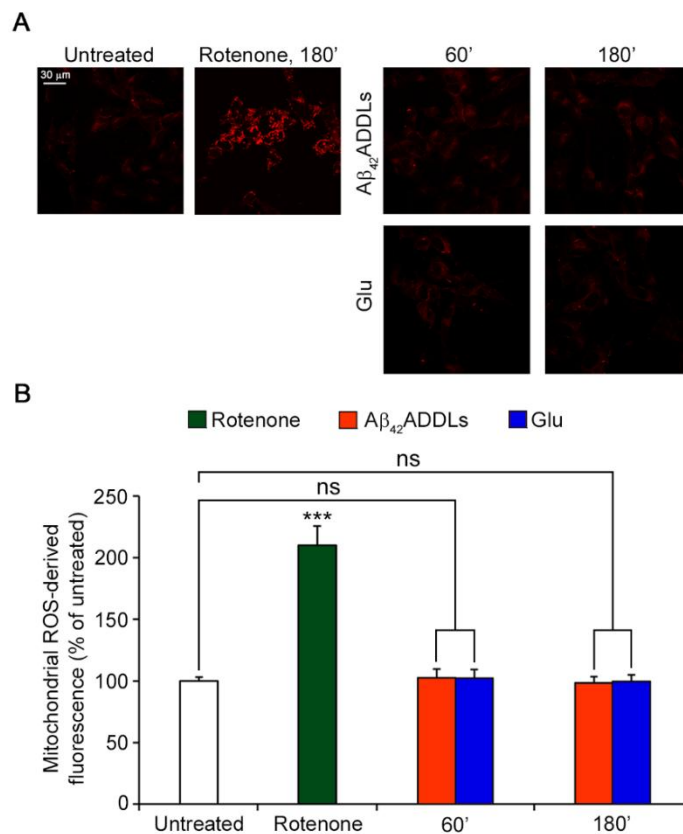 A
Untreated
Rotenone, 180'
60'
180'
30 μm
Aβ₄₂ADDLs
Glu
B
Rotenone
Aβ₄₂ADDLs
Glu
ns
ns
***
Mitochondrial ROS-derived
fluorescence (% of untreated)
250
200
150
100
50
0
Untreated
Rotenone
60'
180'